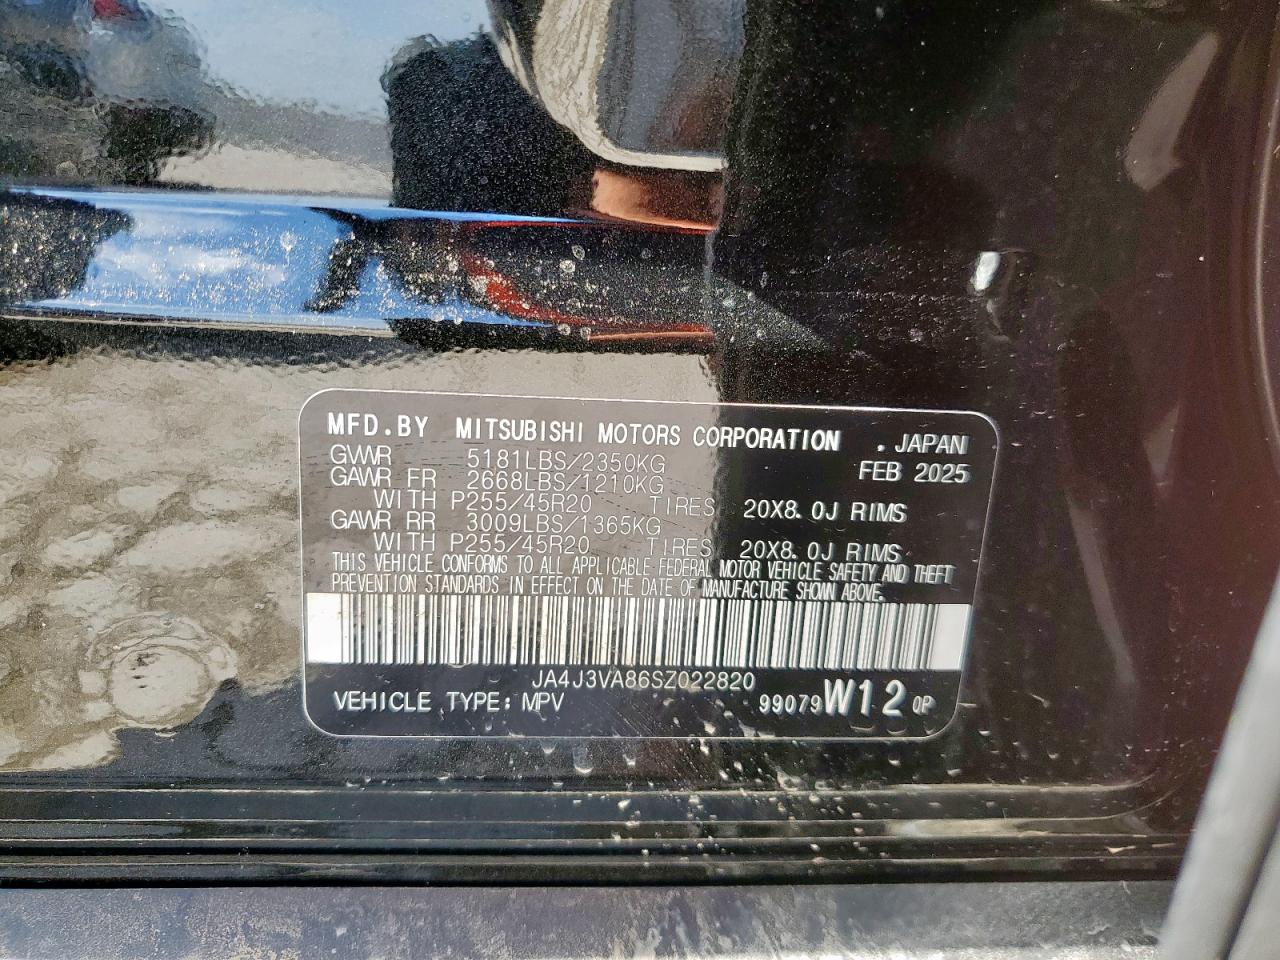 MFD.BY MITSUBISHI MOTORS CORPORATION , JAPAN
GVWR 5181LBS/2350KG FEB 2025
GAWR FR 2668LBS/1210KG
WITH P255/45R20 TIRES 20X8.0J RIMS
GAWR RR 3009LBS/1365KG
WITH P255/45R20 TIRES 20X8.0J RIMS
THIS VEHICLE CONFORMS TO ALL APPLICABLE FEDERAL MOTOR VEHICLE SAFETY AND THEFT
PREVENTION STANDARDS IN EFFECT ON THE DATE OF MANUFACTURE SHOWN ABOVE.
JA4J3VA86SZ022820
VEHICLE TYPE: MPV 99079W12 0P